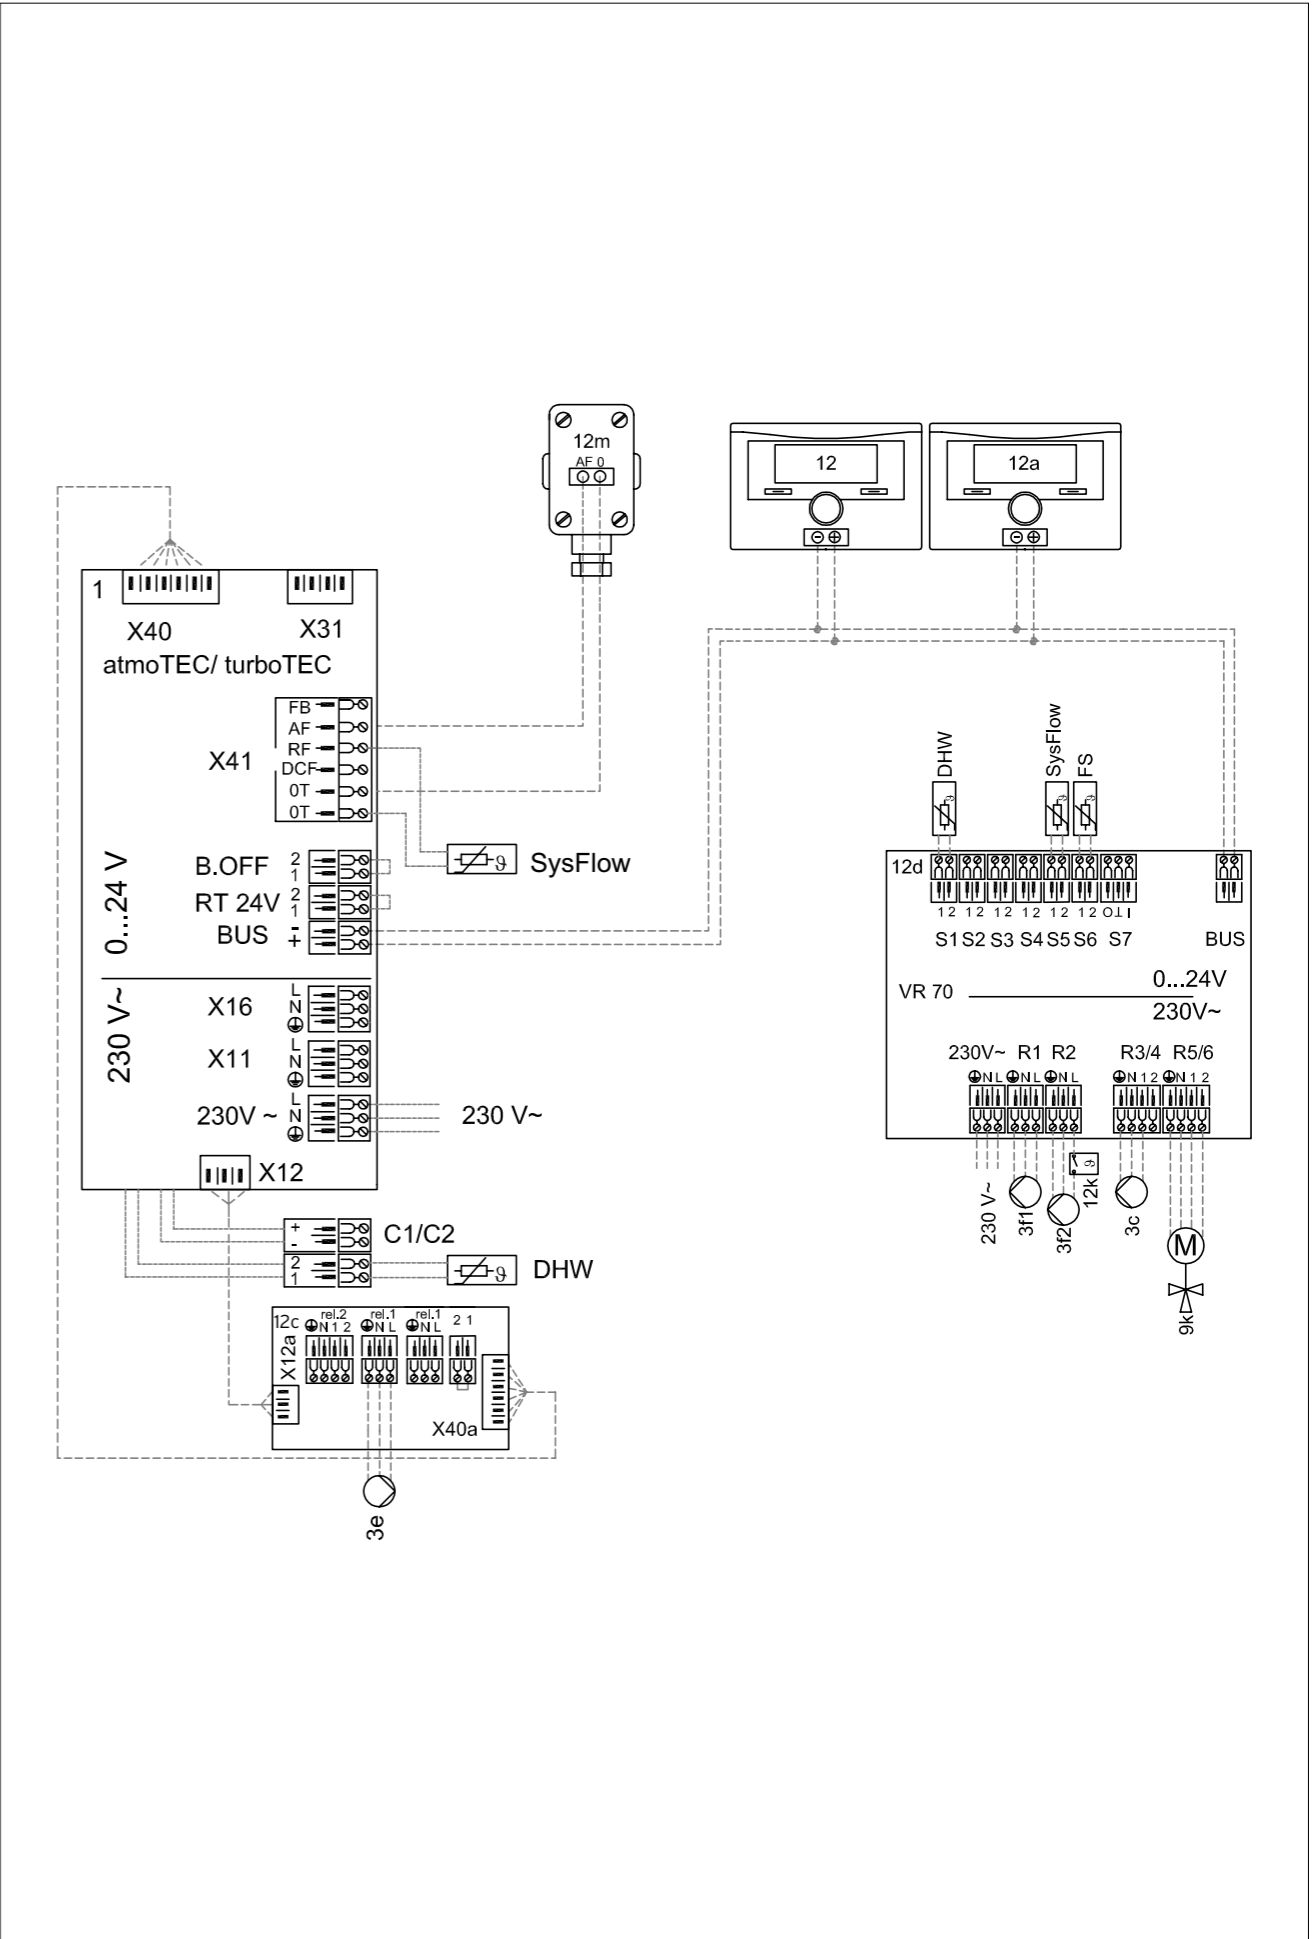 12m
AF 0
12
12a
1
X40
X31
atmoTEC/ turboTEC
X41
FB
AF
RF
DCF
0T
0T
SysFlow
0...24 V
B.OFF
2
1
RT 24V
2
1
BUS
-
+
230 V~
X16
L
N
X11
L
N
230V ~
L
N
230 V~
X12
+
-
C1/C2
2
1
DHW
12c
rel.2
N 1 2
rel.1
N L
rel.1
N L
2 1
X12a
X40a
3e
DHW
SysFlow
FS
12d
1 2
1 2
1 2
1 2
1 2
1 2
O T I
S1 S2 S3 S4 S5 S6 S7
BUS
0...24V
VR 70
230V~
230V~ R1 R2 R3/4 R5/6
N L
N L
N L
N 1 2
N 1 2
230 V~
3f1
3f2
12k
3c
M
9k